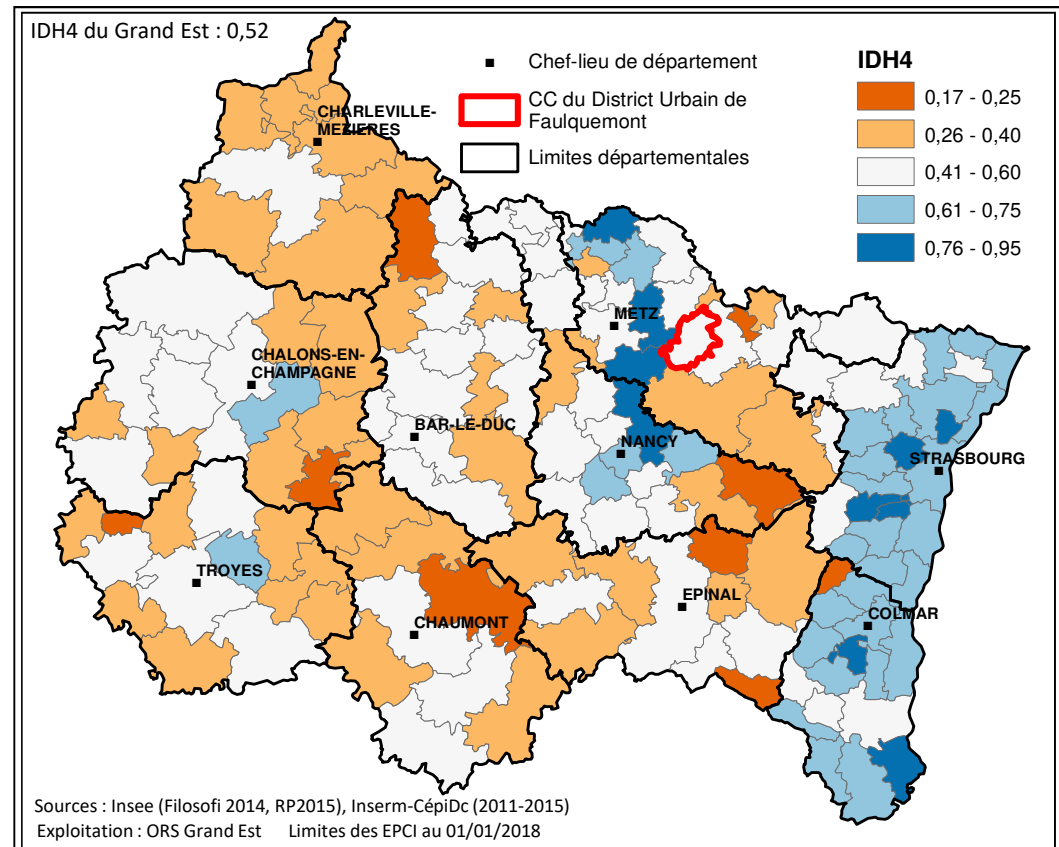 IDH4 du Grand Est : 0,52
Chef-lieu de département
CC du District Urbain de
Faulquemont
Limites départementales
IDH4
0,17 - 0,25
0,26 - 0,40
0,41 - 0,60
0,61 - 0,75
0,76 - 0,95
CHARLEVILLE-
MEZIERES
METZ
CHALONS-EN-
CHAMPAGNE
BAR-LE-DUC
NANCY
STRASBOURG
TROYES
EPINAL
CHAUMONT
COLMAR
Sources : Insee (Filosofi 2014, RP2015), Inserm-CépiDc (2011-2015)
Exploitation : ORS Grand Est Limites des EPCI au 01/01/2018